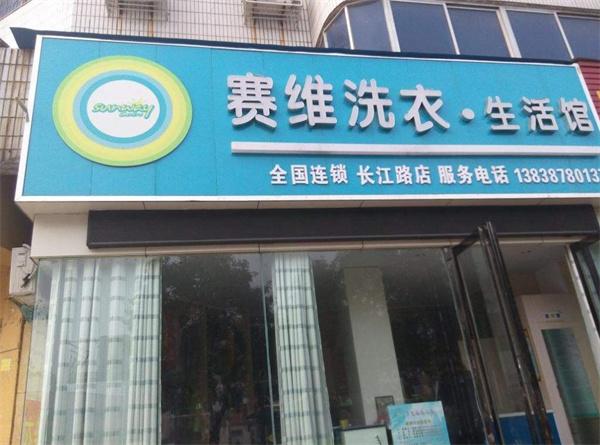 sunway
赛维洗衣·生活馆
全国连锁 长江路店 服务电话 1383878013